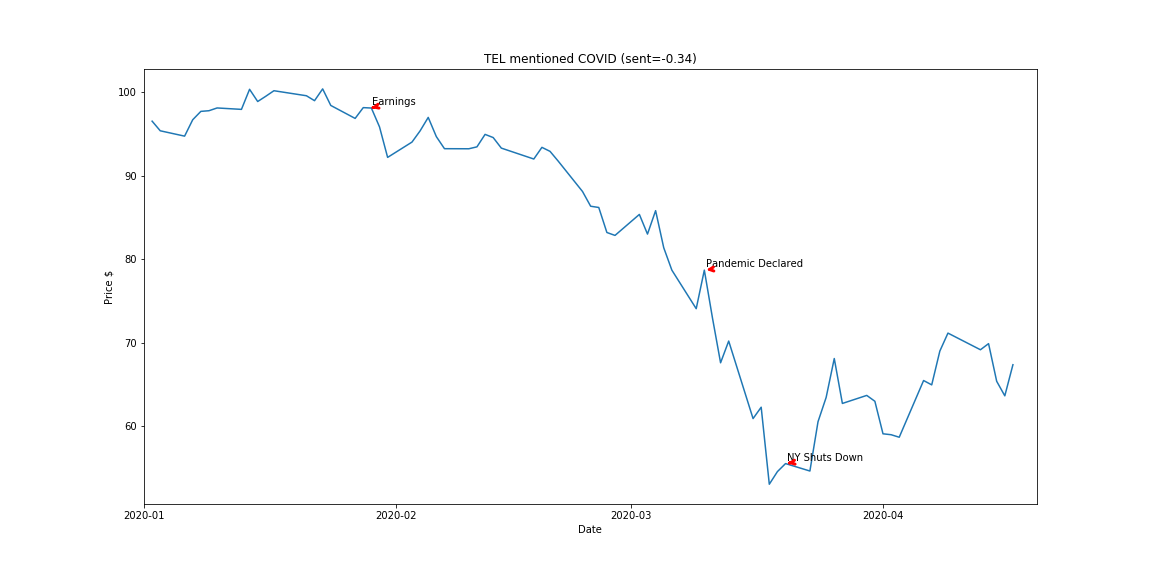 TEL mentioned COVID (sent=-0.34)
100
90
80
70
60
Price $
Earnings
Pandemic Declared
NY Shuts Down
2020-01
2020-02
2020-03
2020-04
Date